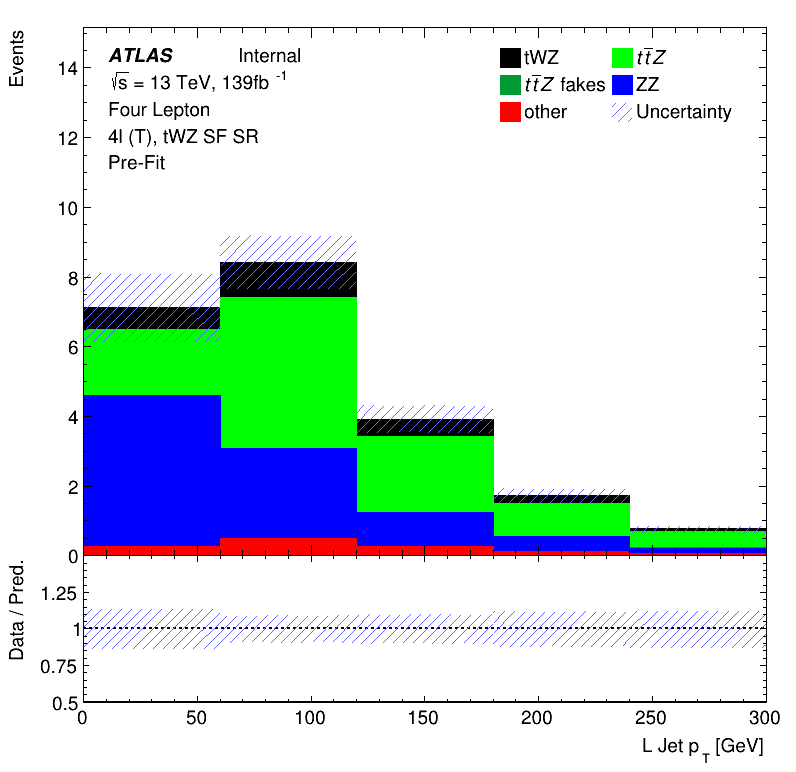 Events
ATLAS Internal
√s = 13 TeV, 139fb⁻¹
Four Lepton
4l (T), tWZ SF SR
Pre-Fit
tWZ
tt̄Z
tt̄Z fakes
ZZ
other
Uncertainty
14
12
10
8
6
4
2
0
Data / Pred.
1.25
1
0.75
0.5
0 50 100 150 200 250 300
L Jet p_T [GeV]